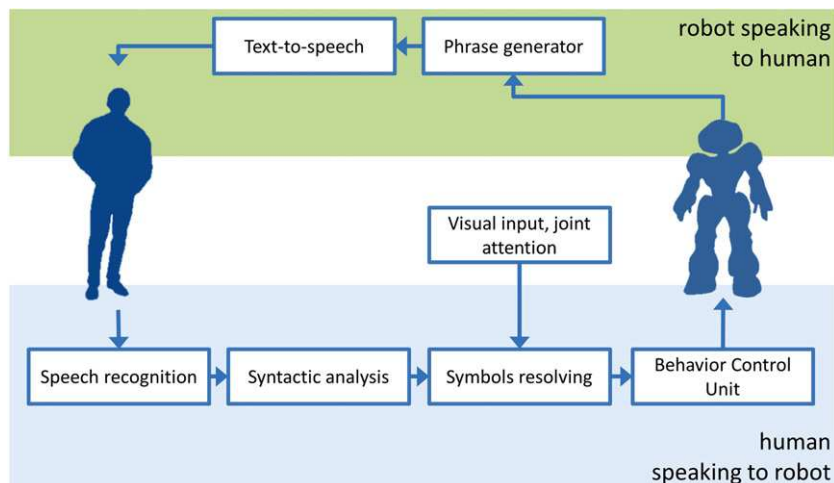 robot speaking
to human
Text-to-speech
Phrase generator
Visual input, joint
attention
Speech recognition
Syntactic analysis
Symbols resolving
Behavior Control
Unit
human
speaking to robot